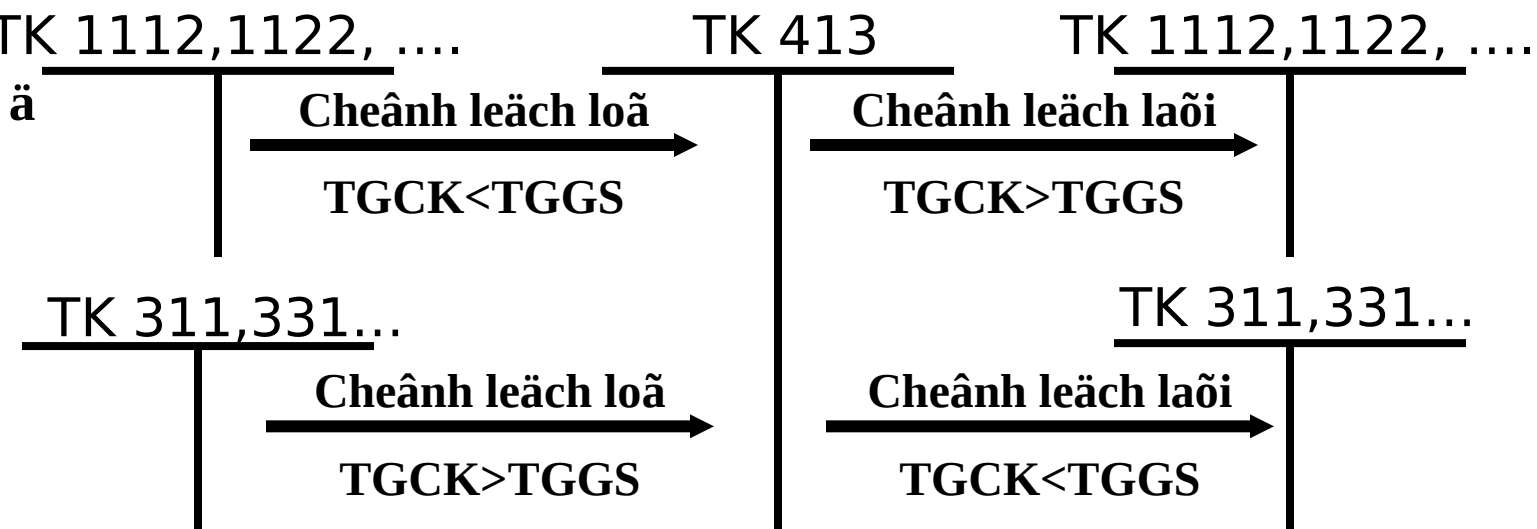 TK 1112,1122, ....
TK 413
TK 1112,1122, ....
ä
Cheânh leäch loã
Cheânh leäch laõi
TGCK<TGGS
TGCK>TGGS
TK 311,331...
TK 311,331...
Cheânh leäch loã
Cheânh leäch laõi
TGCK>TGGS
TGCK<TGGS